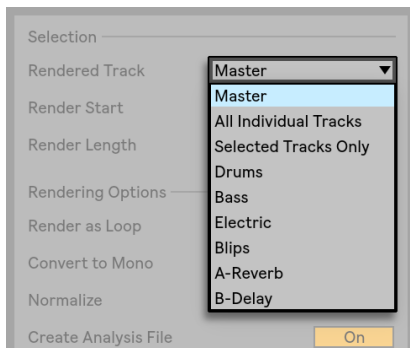 Selection
Rendered Track
Master
Master
Render Start
All Individual Tracks
Render Length
Selected Tracks Only
Drums
Rendering Options
Bass
Render as Loop
Electric
Convert to Mono
Blips
Normalize
A-Reverb
B-Delay
Create Analysis File
On